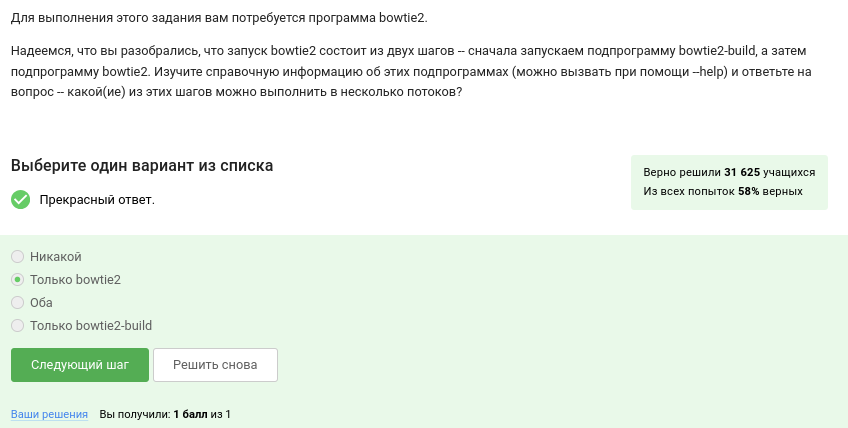 Для выполнения этого задания вам потребуется программа bowtie2.
Надеемся, что вы разобрались, что запуск bowtie2 состоит из двух шагов -- сначала запускаем подпрограмму bowtie2-build, а затем
подпрограмму bowtie2. Изучите справочную информацию об этих подпрограммах (можно вызвать при помощи --help) и ответьте на
вопрос -- какой(ие) из этих шагов можно выполнить в несколько потоков?
Выберите один вариант из списка
Прекрасный ответ.
Верно решили 31 625 учащихся
Из всех попыток 58% верных
Никакой
Только bowtie2
Оба
Только bowtie2-build
Следующий шаг
Решить снова
Ваши решения Вы получили: 1 балл из 1